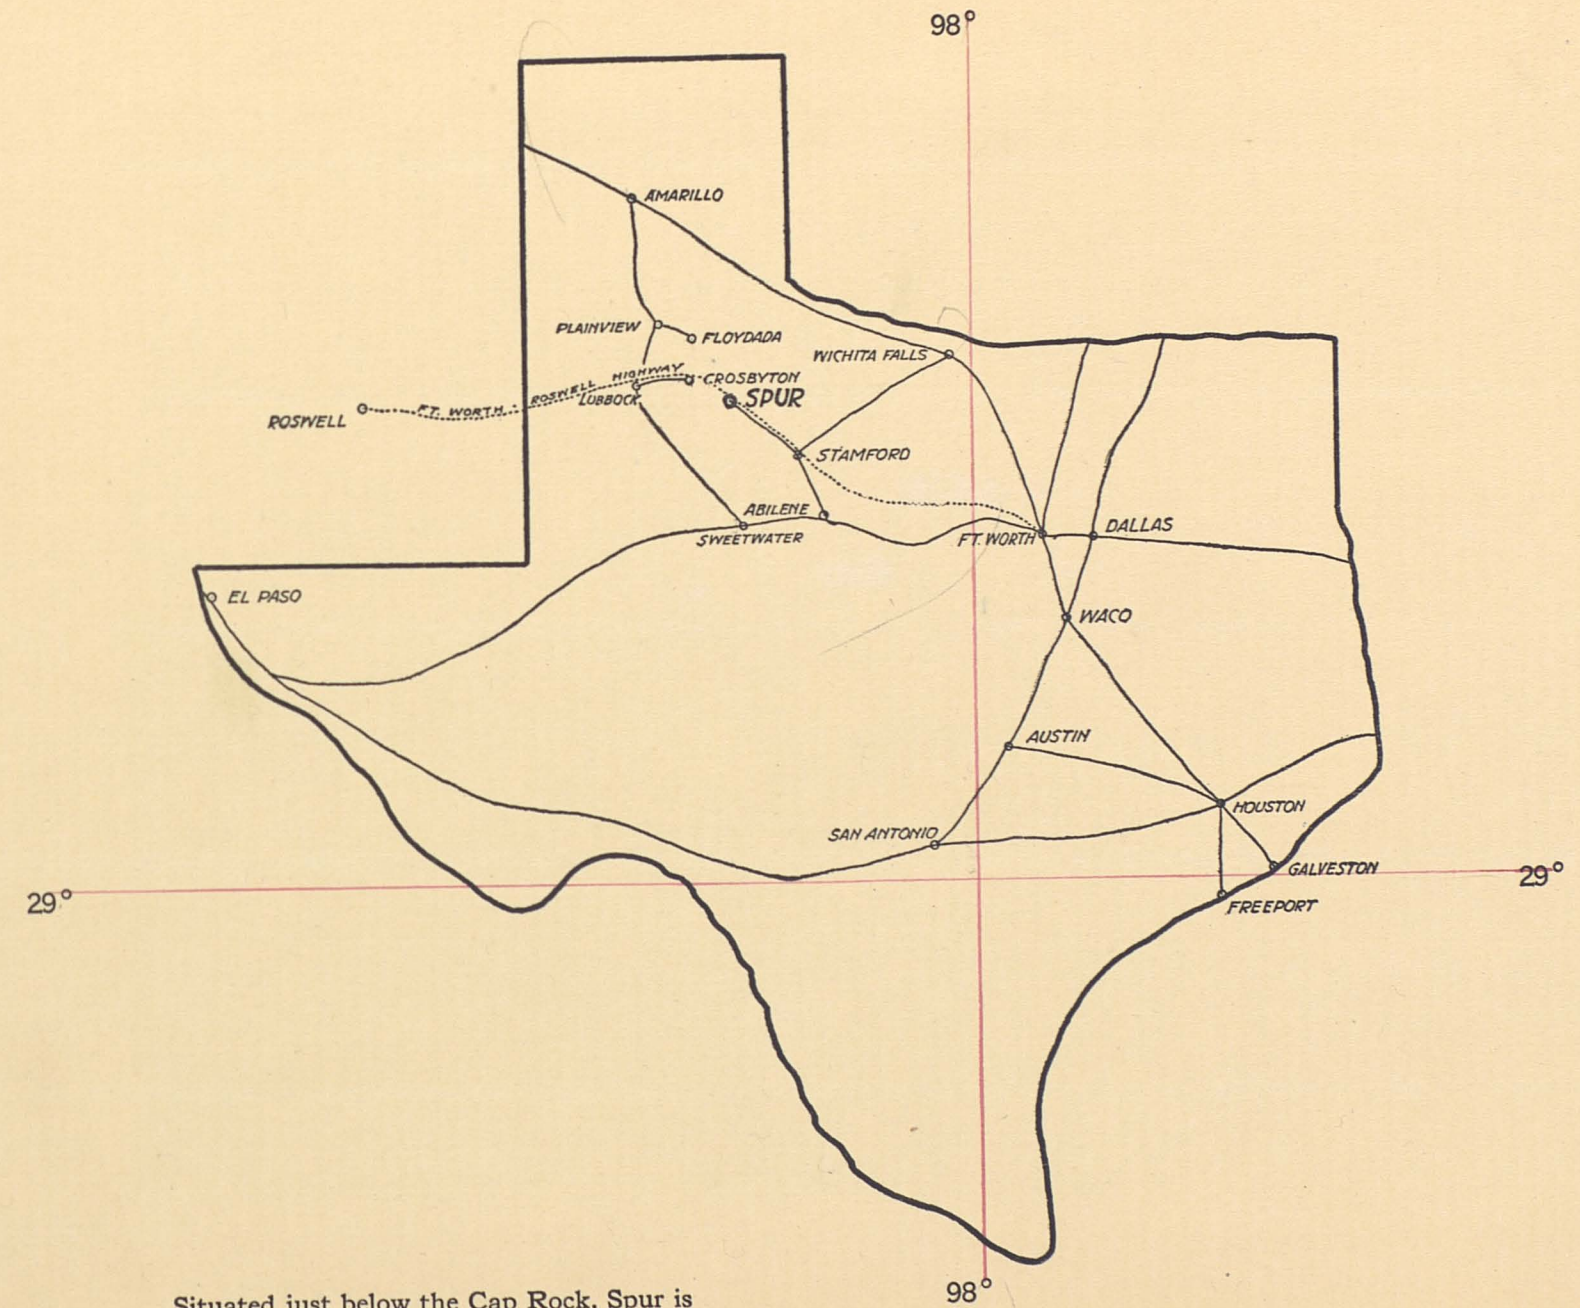 98°
AMARILLO
PLAINVIEW
FLOYDADA
WICHITA FALLS
ROSWELL
FT. WORTH - ROSWELL HIGHWAY
LUBBOCK
CROSBYTON
SPUR
STAMFORD
ABILENE
SWEETWATER
FT. WORTH
DALLAS
EL PASO
WACO
AUSTIN
HOUSTON
SAN ANTONIO
GALVESTON
29°
29°
FREEPORT
98°
Situated just below the Cap Rock, Spur is